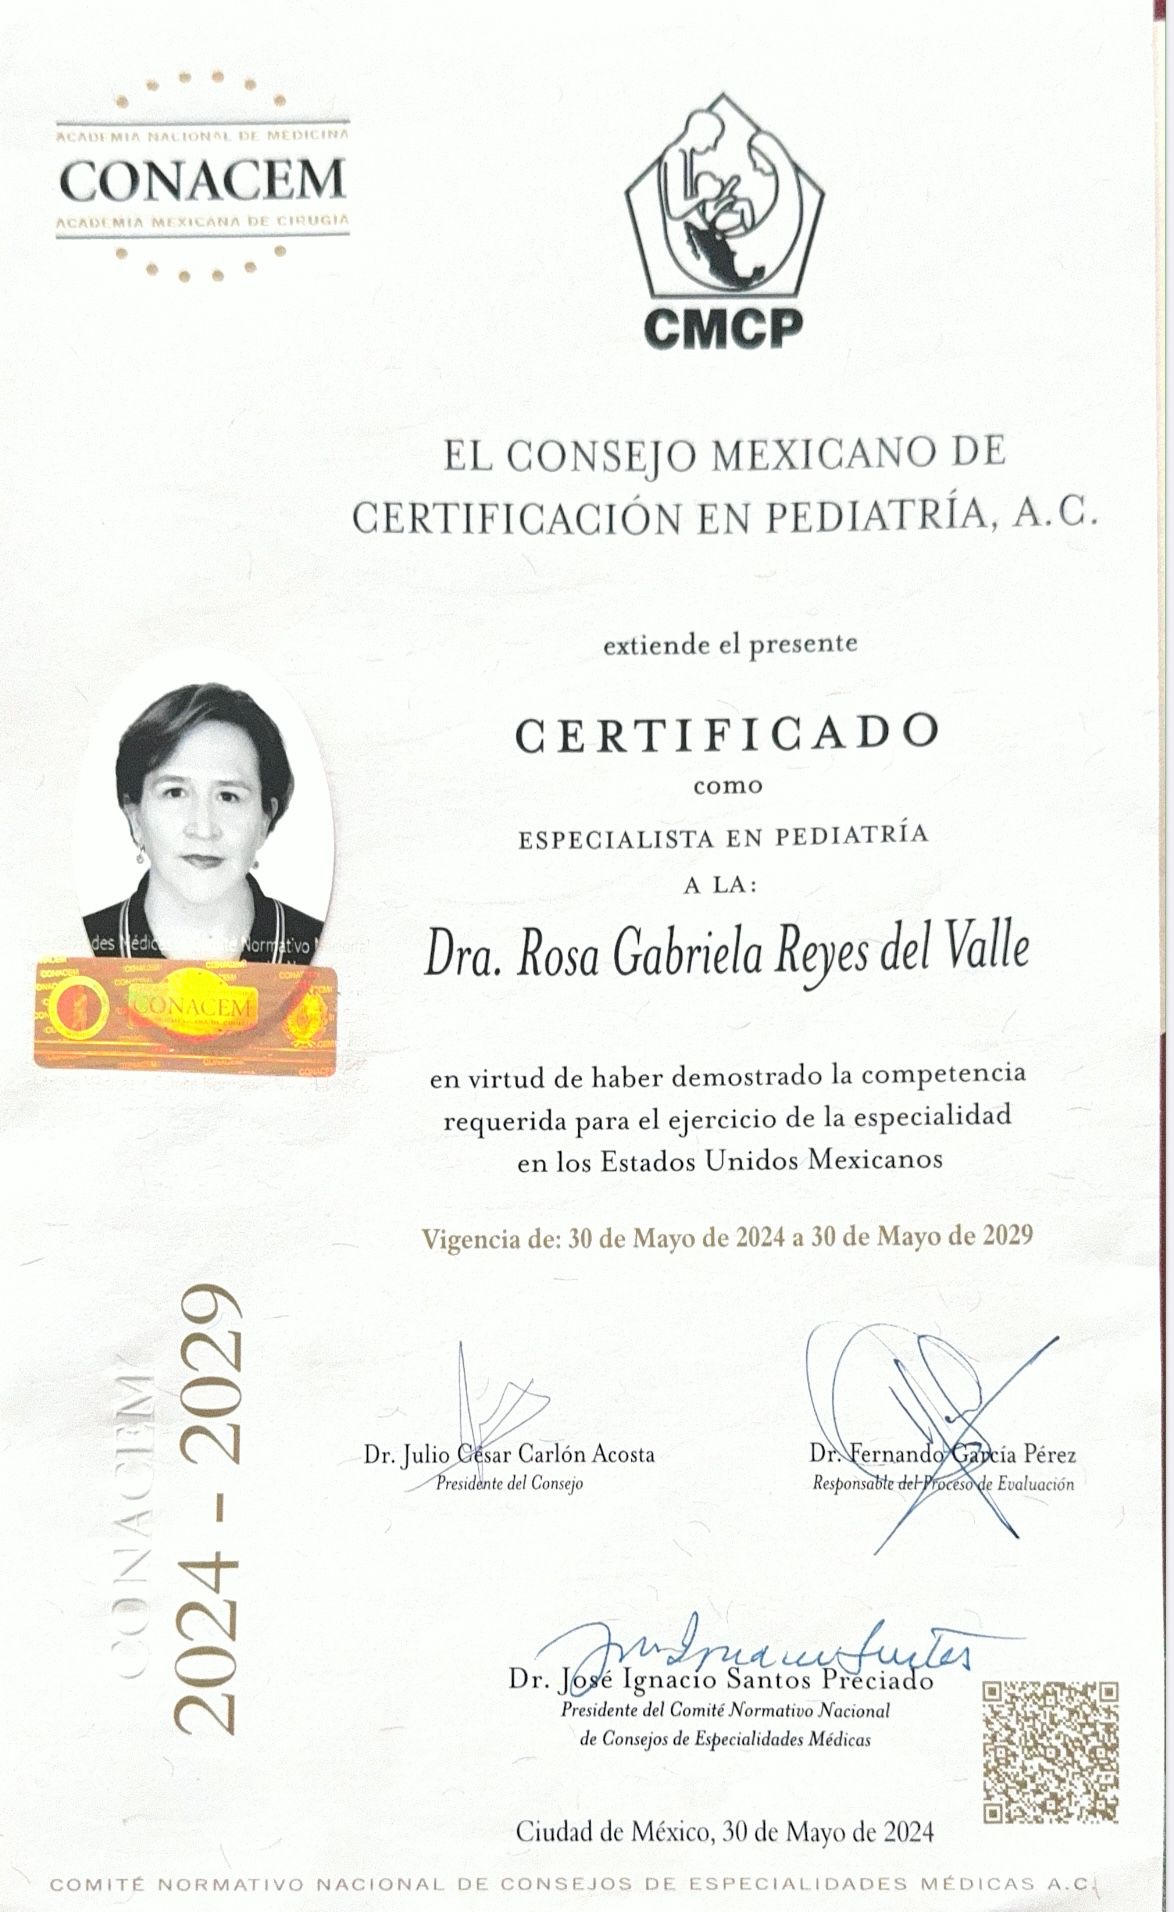 ACADEMIA NACIONAL DE MEDICINA
CONACEM
ACADEMIA MEXICANA DE CIRUGIA
CMCP
EL CONSEJO MEXICANO DE
CERTIFICACIÓN EN PEDIATRÍA, A.C.
extiende el presente
CERTIFICADO
como
ESPECIALISTA EN PEDIATRÍA
A LA:
Dra. Rosa Gabriela Reyes del Valle
CONACEM
en virtud de haber demostrado la competencia
requerida para el ejercicio de la especialidad
en los Estados Unidos Mexicanos
Vigencia de: 30 de Mayo de 2024 a 30 de Mayo de 2029
CONACEM
2024 - 2029
Dr. Julio César Carlón Acosta
Presidente del Consejo
Dr. Fernando García Pérez
Responsable del Proceso de Evaluación
Dr. José Ignacio Santos Preciado
Presidente del Comité Normativo Nacional
de Consejos de Especialidades Médicas
Ciudad de México, 30 de Mayo de 2024
COMITÉ NORMATIVO NACIONAL DE CONSEJOS DE ESPECIALIDADES MÉDICAS A.C.